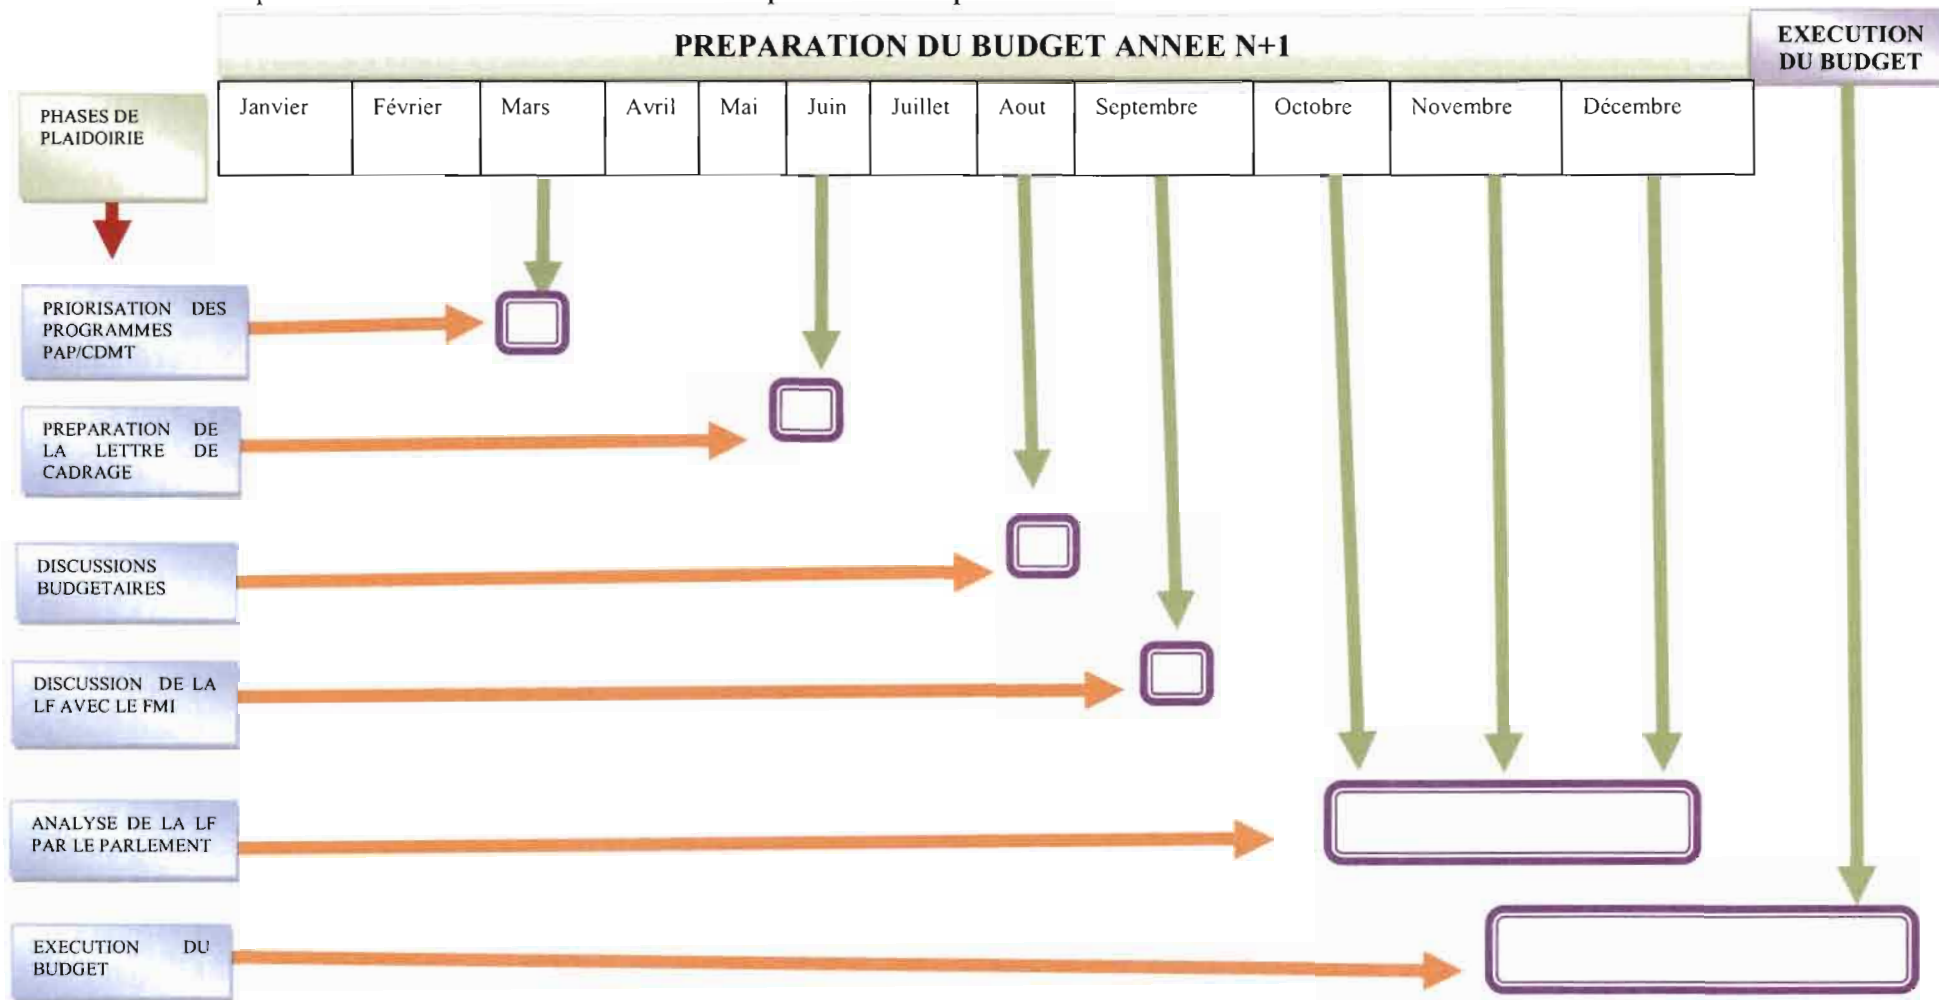 PREPARATION DU BUDGET ANNEE N+1
EXECUTION
DU BUDGET
PHASES DE
PLAIDOIRIE
Janvier Février Mars Avril Mai Juin Juillet Aout Septembre Octobre Novembre Décembre
PRIORISATION DES
PROGRAMMES
PAP/CDMT
PREPARATION DE
LA LETTRE DE
CADRAGE
DISCUSSIONS
BUDGETAIRES
DISCUSSION DE LA
LF AVEC LE FMI
ANALYSE DE LA LF
PAR LE PARLEMENT
EXECUTION DU
BUDGET